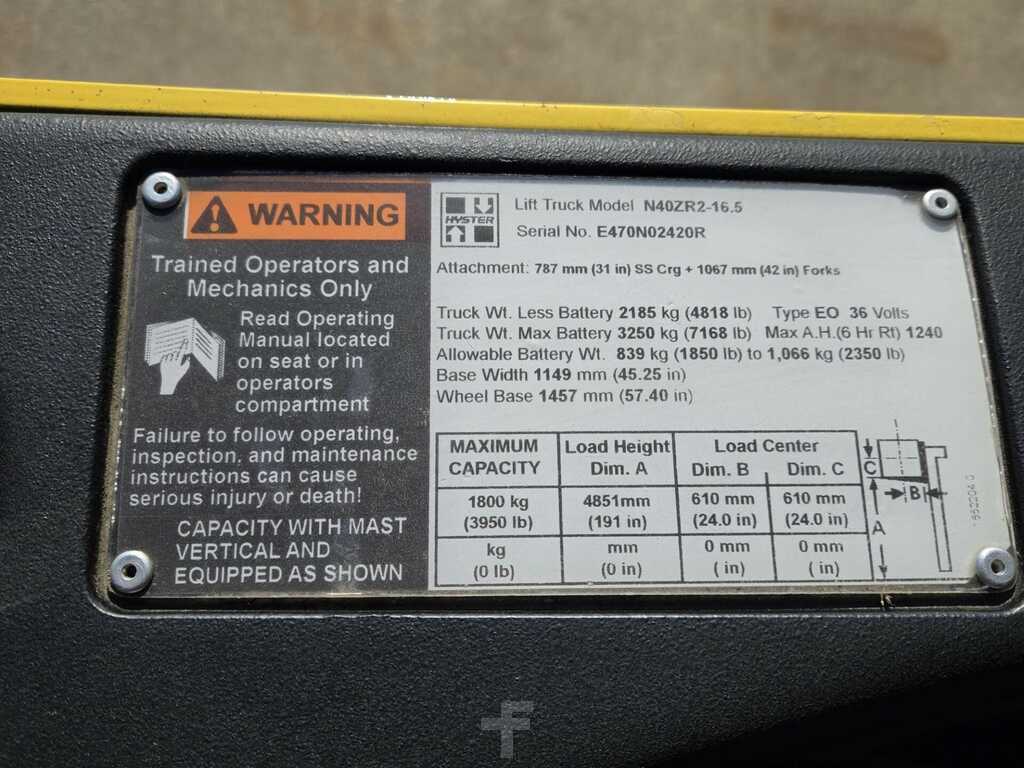 WARNING
Trained Operators and
Mechanics Only
Read Operating
Manual located
on seat or in
operators
compartment
Failure to follow operating,
inspection, and maintenance
instructions can cause
serious injury or death!
CAPACITY WITH MAST
VERTICAL AND
EQUIPPED AS SHOWN
HYSTER
Lift Truck Model N40ZR2-16.5
Serial No. E470N02420R
Attachment: 787 mm (31 in) SS Crg + 1067 mm (42 in) Forks
Truck Wt. Less Battery 2185 kg (4818 lb) Type EO 36 Volts
Truck Wt. Max Battery 3250 kg (7168 lb) Max A.H.(6 Hr Rt) 1240
Allowable Battery Wt. 839 kg (1850 lb) to 1,066 kg (2350 lb)
Base Width 1149 mm (45.25 in)
Wheel Base 1457 mm (57.40 in)
MAXIMUM Load Height Load Center
CAPACITY Dim. A Dim. B Dim. C
1800 kg 4851mm 610 mm 610 mm
(3950 lb) (191 in) (24.0 in) (24.0 in)
kg mm 0 mm 0 mm
(0 lb) (0 in) ( in) ( in)
C
B
A